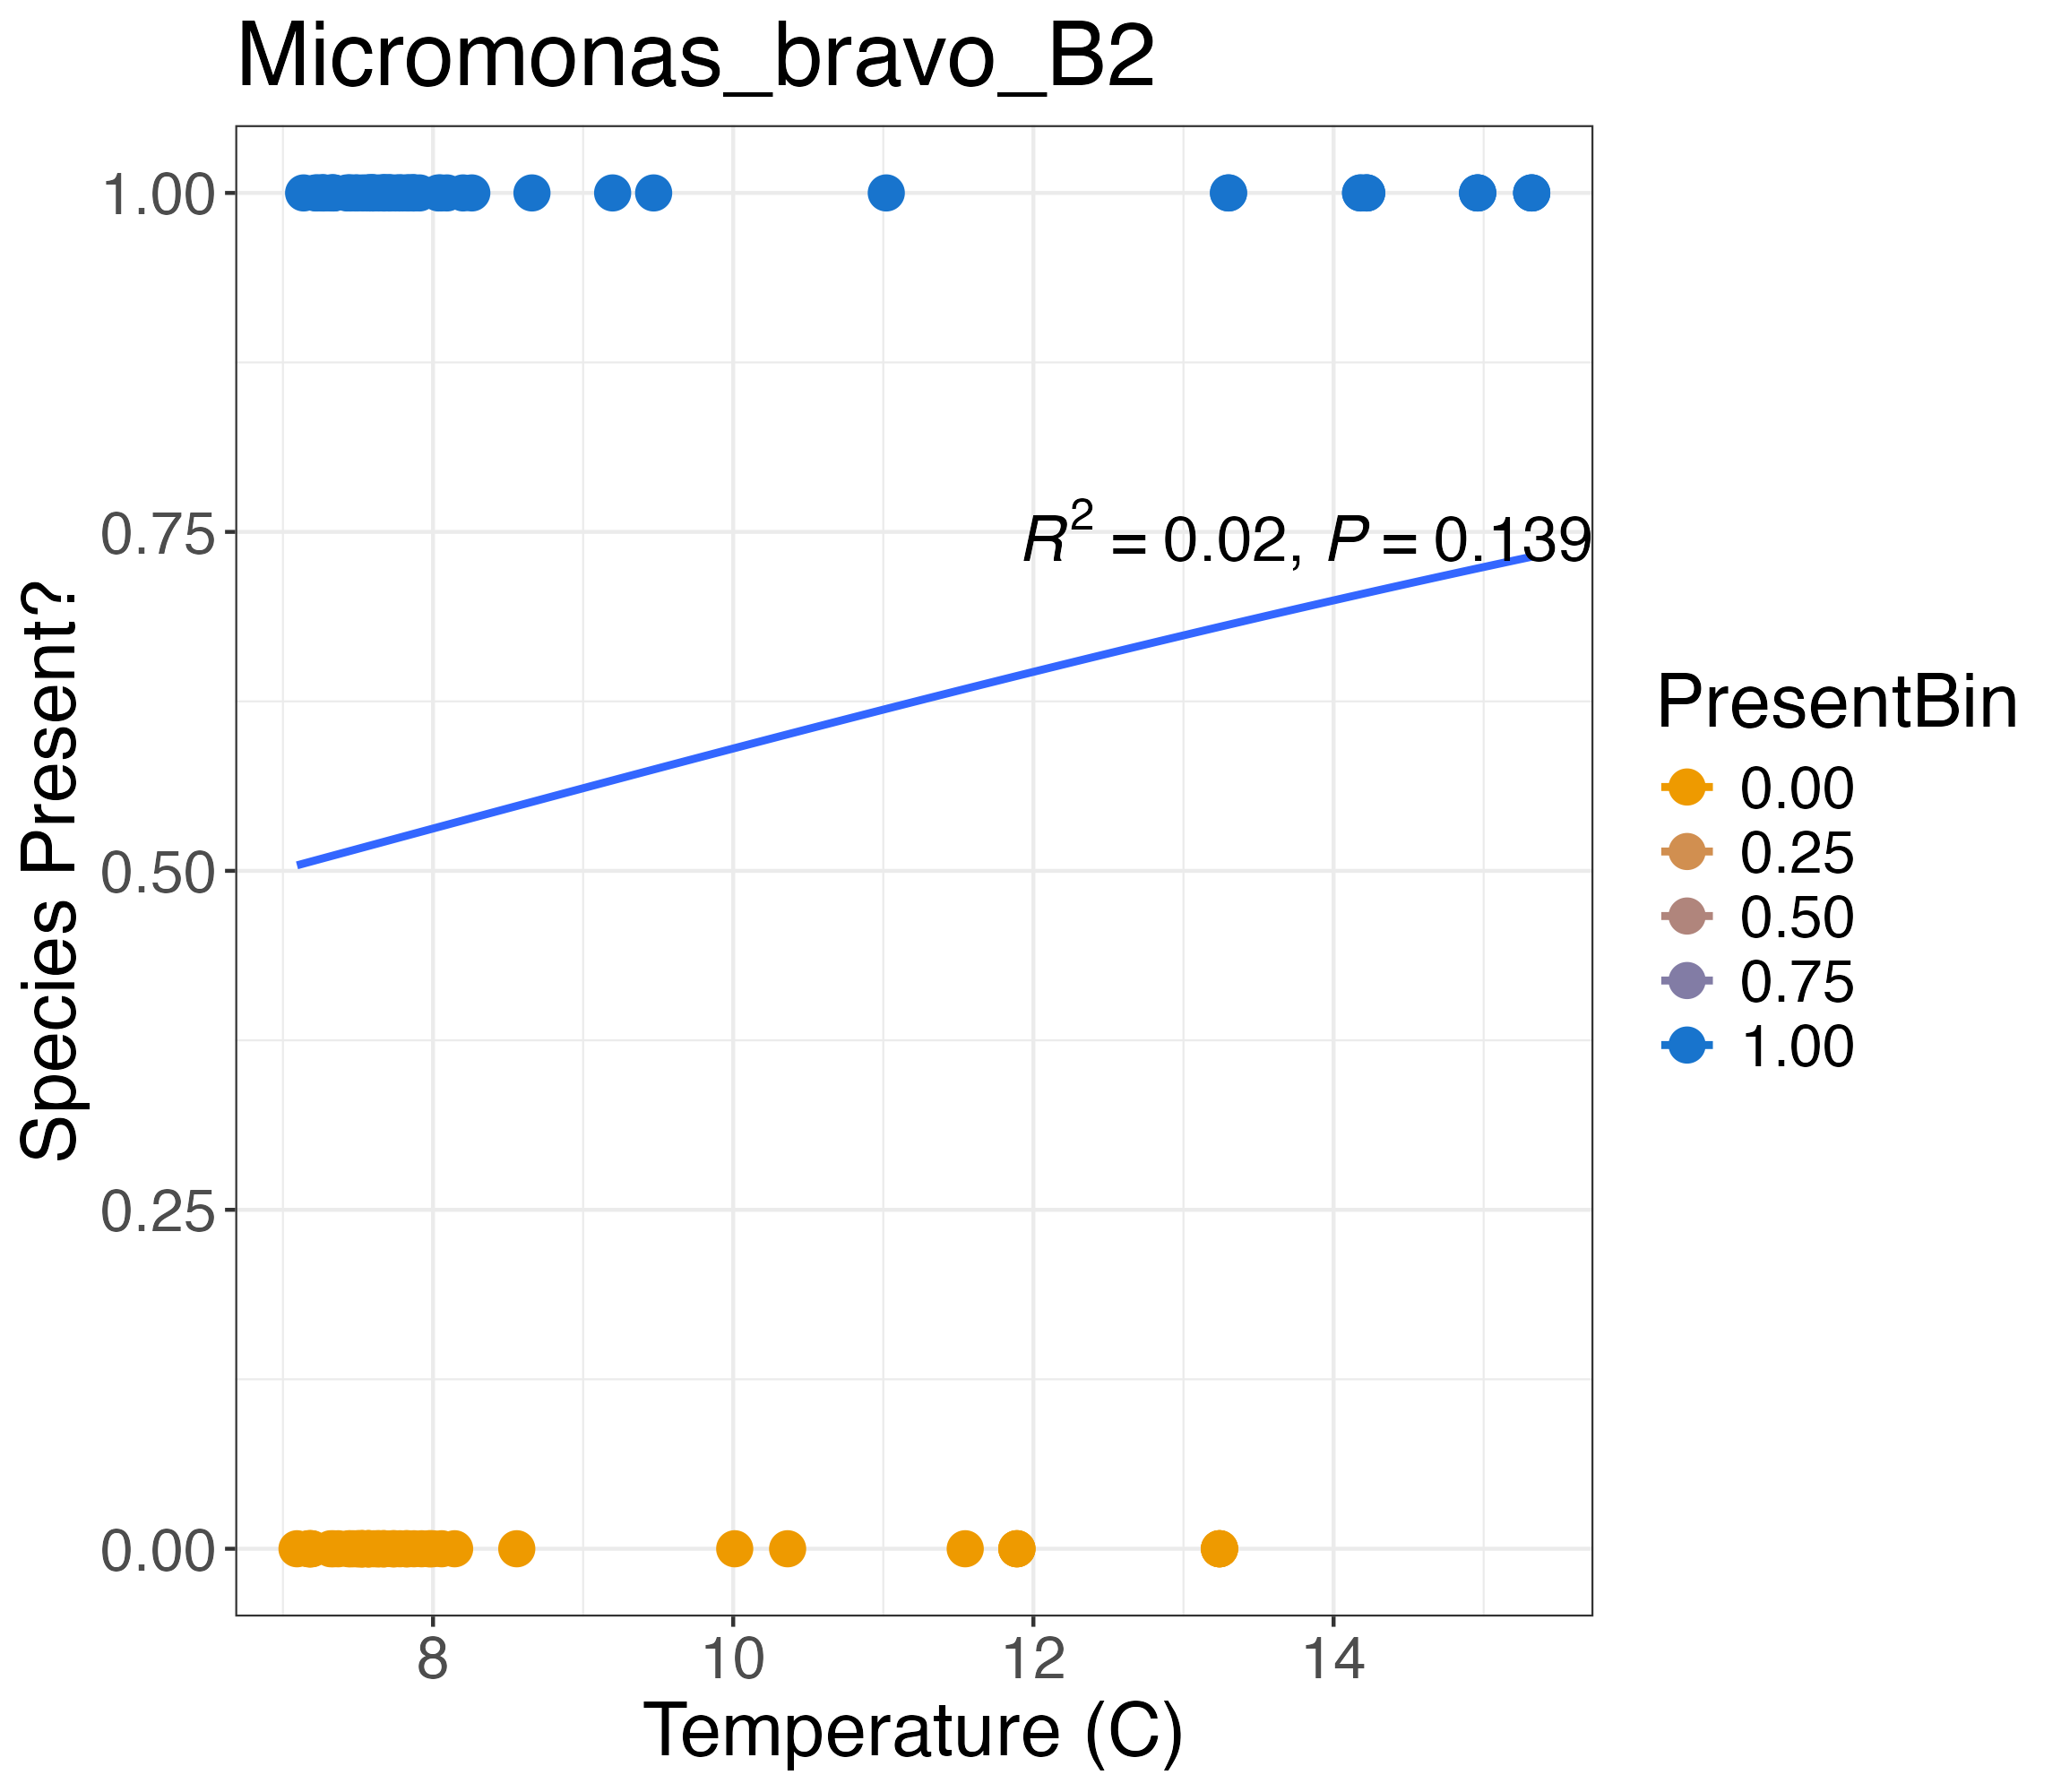 Micromonas_bravo_B2
1.00
0.75
0.50
0.25
0.00
Species Present?
R² = 0.02, P = 0.139
8 10 12 14
Temperature (C)
PresentBin
0.00
0.25
0.50
0.75
1.00